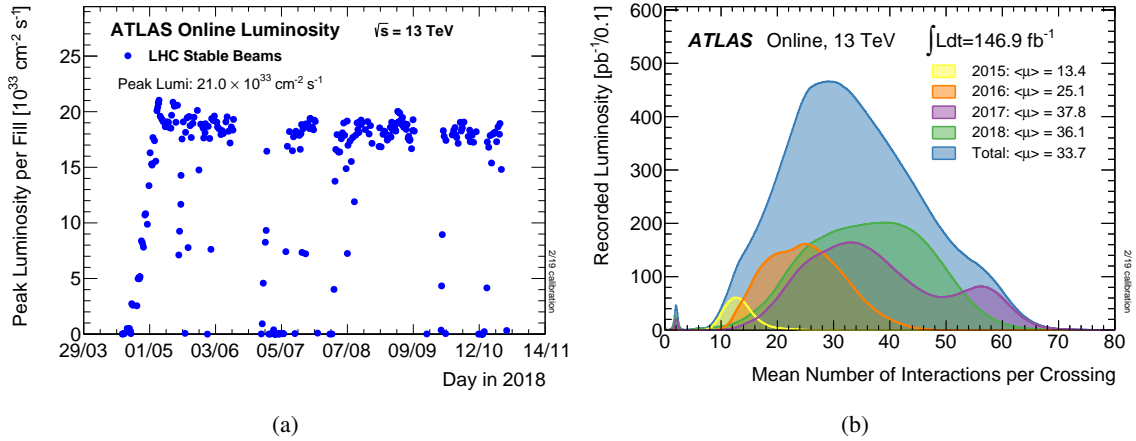 ATLAS Online Luminosity √s = 13 TeV
LHC Stable Beams
Peak Lumi: 21.0 × 10³³ cm⁻² s⁻¹
Peak Luminosity per Fill [10³³ cm⁻² s⁻¹]
25
20
15
10
5
0
29/03 01/05 03/06 05/07 07/08 09/09 12/10 14/11
Day in 2018
2/19 calibration
(a)
ATLAS Online, 13 TeV ∫Ldt=146.9 fb⁻¹
2015: <μ> = 13.4
2016: <μ> = 25.1
2017: <μ> = 37.8
2018: <μ> = 36.1
Total: <μ> = 33.7
Recorded Luminosity [pb⁻¹/0.1]
600
500
400
300
200
100
0
0 10 20 30 40 50 60 70 80
Mean Number of Interactions per Crossing
2/19 calibration
(b)